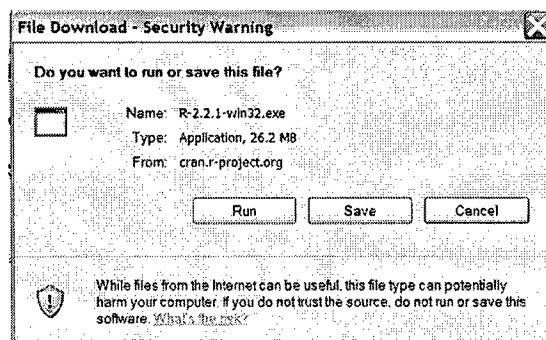 File Download - Security Warning
Do you want to run or save this file?
Name: R-2.2.1-win32.exe
Type: Application, 26.2 MB
From: cran.r-project.org
Run Save Cancel
While files from the Internet can be useful, this file type can potentially
harm your computer. If you do not trust the source, do not run or save this
software. What's the risk?